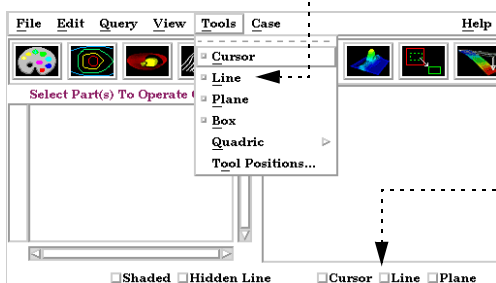 File Edit Query View Tools Case Help
Cursor
Select Part(s) To Operate
Line
Plane
Box
Quadric
Tool Positions...
Shaded Hidden Line Cursor Line Plane